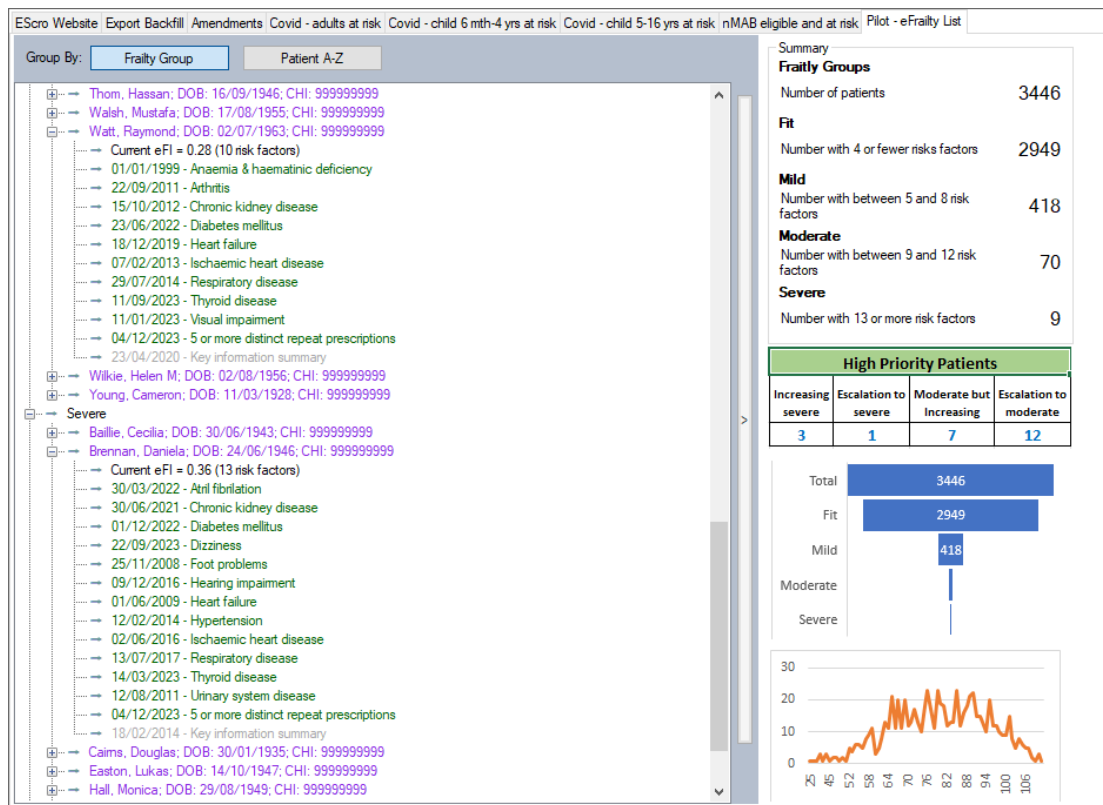 EScro Website Export Backfill Amendments Covid - adults at risk Covid - child 6 mth-4 yrs at risk Covid - child 5-16 yrs at risk nMAB eligible and at risk Pilot - eFrailty List
Group By: Frailty Group Patient A-Z
Thom, Hassan; DOB: 16/09/1946; CHI: 999999999
Walsh, Mustafa; DOB: 17/08/1955; CHI: 999999999
Watt, Raymond; DOB: 02/07/1963; CHI: 999999999
Current eFI = 0.28 (10 risk factors)
01/01/1999 - Anaemia & haematinic deficiency
22/09/2011 - Arthritis
15/10/2012 - Chronic kidney disease
23/06/2022 - Diabetes mellitus
18/12/2019 - Heart failure
07/02/2013 - Ischaemic heart disease
29/07/2014 - Respiratory disease
11/09/2023 - Thyroid disease
11/01/2023 - Visual impairment
04/12/2023 - 5 or more distinct repeat prescriptions
23/04/2020 - Key information summary
Wilkie, Helen M; DOB: 02/08/1956; CHI: 999999999
Young, Cameron; DOB: 11/03/1928; CHI: 999999999
Severe
Baillie, Cecilia; DOB: 30/06/1943; CHI: 999999999
Brennan, Daniela; DOB: 24/06/1946; CHI: 999999999
Current eFI = 0.36 (13 risk factors)
30/03/2022 - Atril fibrilation
30/06/2021 - Chronic kidney disease
01/12/2022 - Diabetes mellitus
22/09/2023 - Dizziness
25/11/2008 - Foot problems
09/12/2016 - Hearing impairment
01/06/2009 - Heart failure
12/02/2014 - Hypertension
02/06/2016 - Ischaemic heart disease
13/07/2017 - Respiratory disease
14/03/2023 - Thyroid disease
12/08/2011 - Urinary system disease
04/12/2023 - 5 or more distinct repeat prescriptions
18/02/2014 - Key information summary
Cairns, Douglas; DOB: 30/01/1935; CHI: 999999999
Easton, Lukas; DOB: 14/10/1947; CHI: 999999999
Hall, Monica; DOB: 29/08/1949; CHI: 999999999
>
Summary
Fraitly Groups
Number of patients 3446
Fit
Number with 4 or fewer risks factors 2949
Mild
Number with between 5 and 8 risk
factors 418
Moderate
Number with between 9 and 12 risk
factors 70
Severe
Number with 13 or more risk factors 9
High Priority Patients
Increasing severe Escalation to severe Moderate but Increasing Escalation to moderate
3 1 7 12
Total 3446
Fit 2949
Mild 418
Moderate
Severe
30
20
10
0
25 45 52 58 64 70 76 82 88 94 100 106